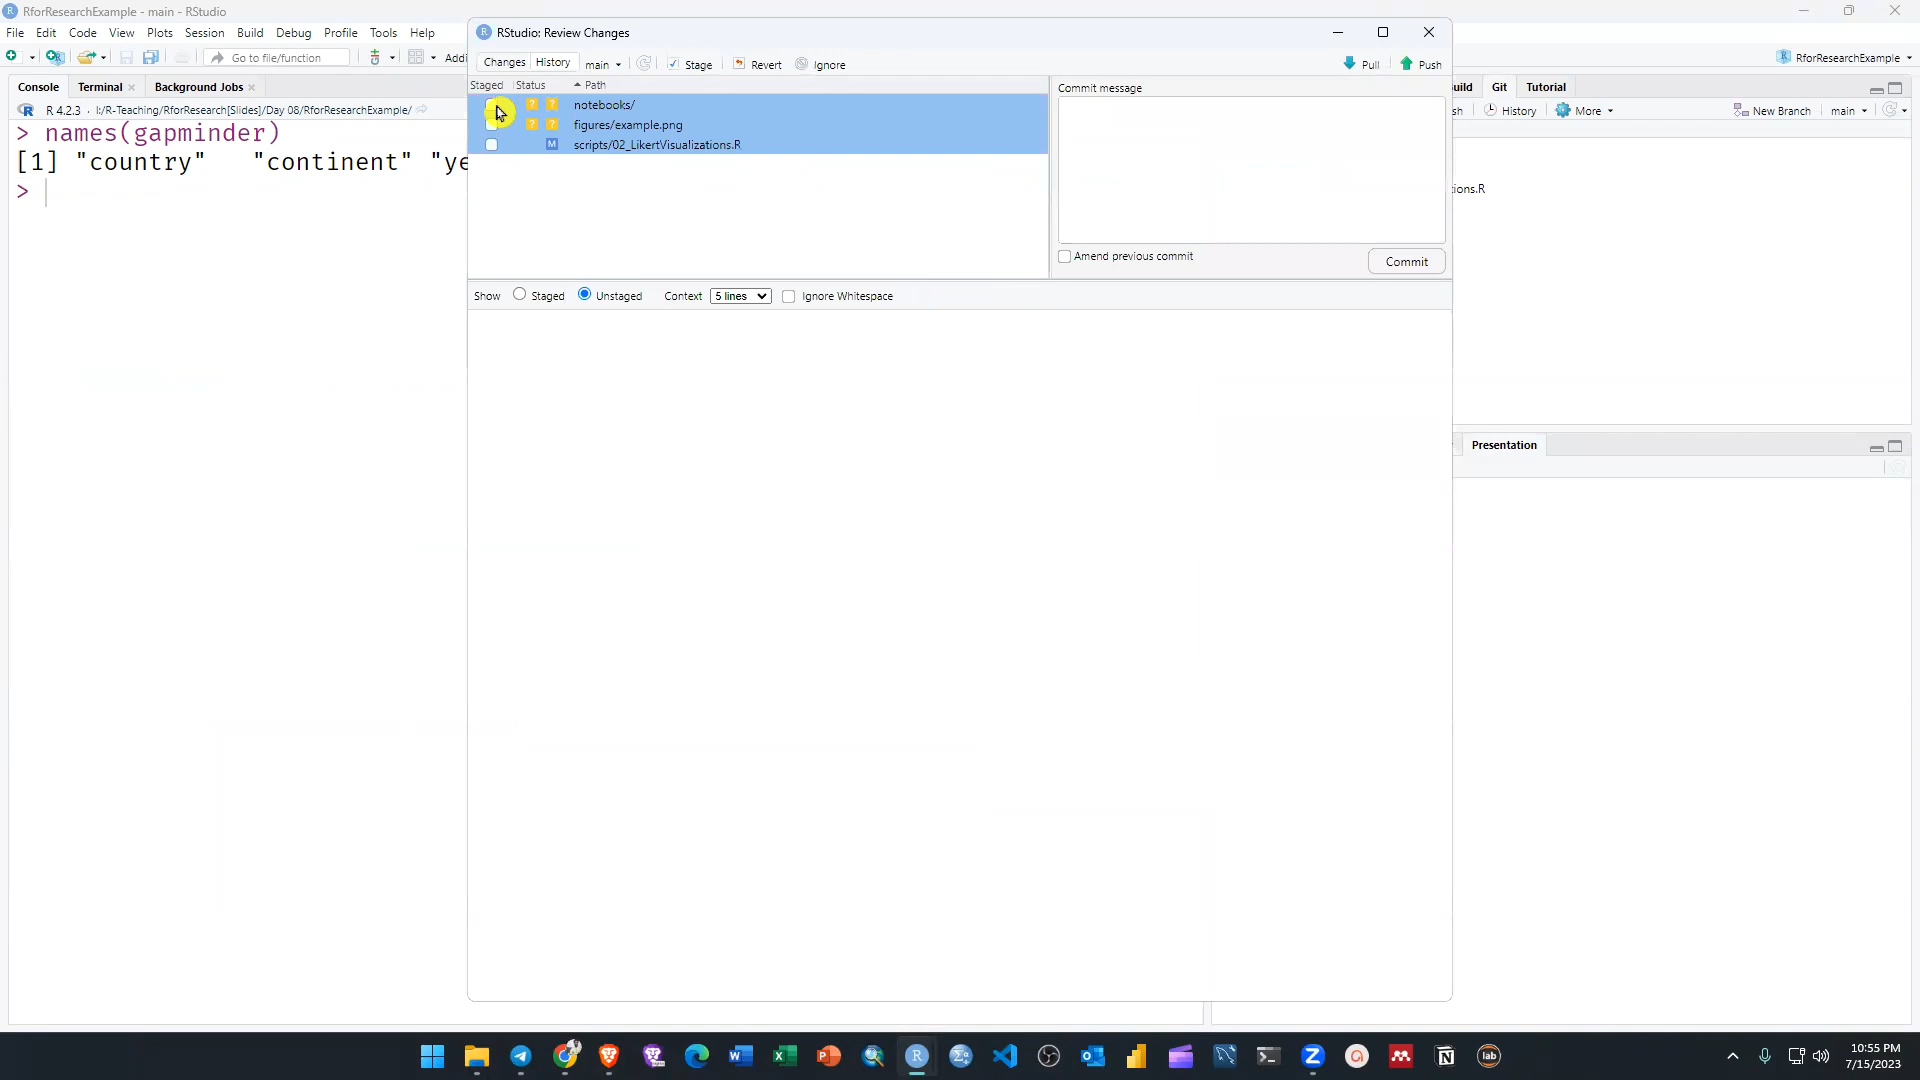 RforResearchExample - main - RStudio
File Edit Code View Plots Session Build Debug Profile Tools Help
Go to file/function
Addi
RforResearchExample
Console Terminal Background Jobs
R 4.2.3 · I:/R-Teaching/RforResearch[Slides]/Day 08/RforResearchExample/
> names(gapminder)
[1] "country" "continent" "ye
>
RStudio: Review Changes
Changes History main Stage Revert Ignore Pull Push
Staged Status Path
? ? notebooks/
? ? figures/example.png
M scripts/02_LikertVisualizations.R
Commit message
Amend previous commit
Commit
Show Staged Unstaged Context 5 lines Ignore Whitespace
uild Git Tutorial
sh History More New Branch main
ions.R
Presentation
lab
10:55 PM
7/15/2023